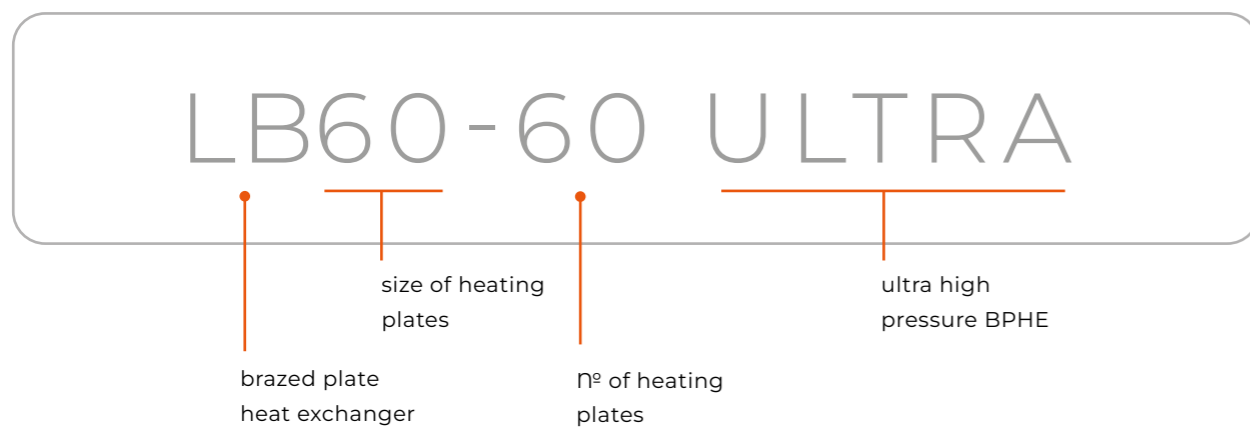 LB60-60 ULTRA
size of heating
plates
ultra high
pressure BPHE
brazed plate
heat exchanger
nº of heating
plates